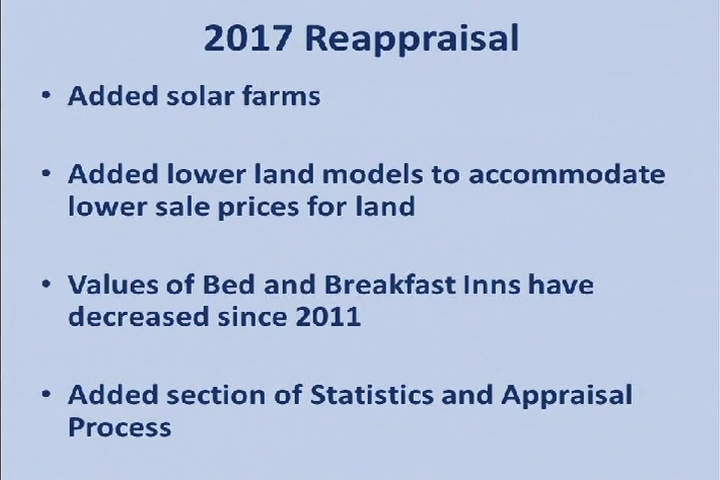 2017 Reappraisal
• Added solar farms
• Added lower land models to accommodate
lower sale prices for land
• Values of Bed and Breakfast Inns have
decreased since 2011
• Added section of Statistics and Appraisal
Process